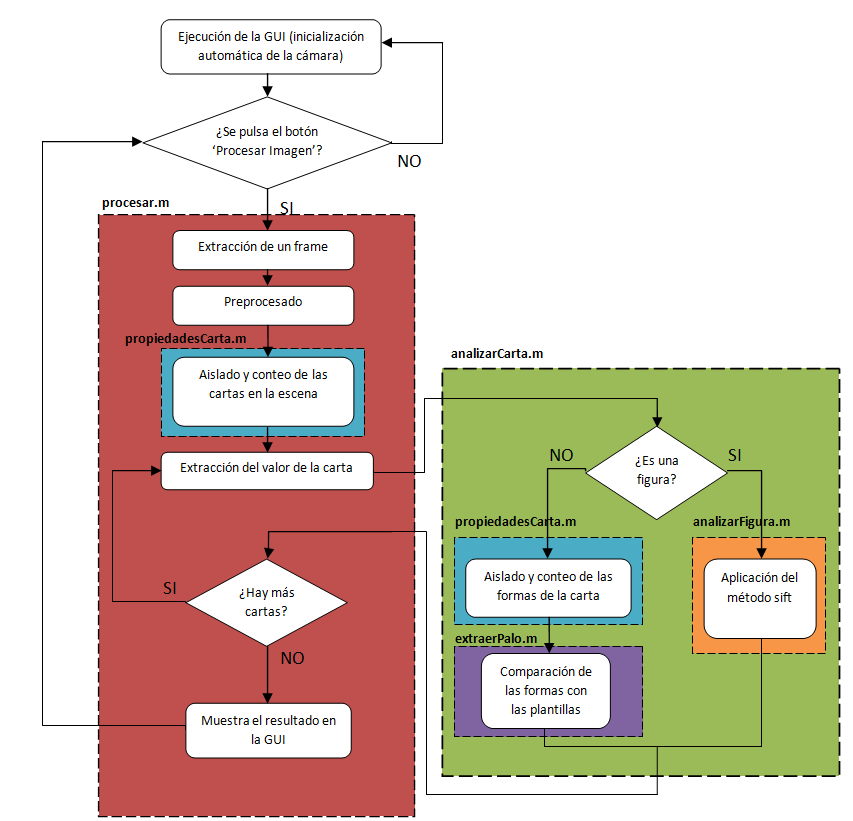 Ejecución de la GUI (inicialización
automática de la cámara)
¿Se pulsa el botón
‘Procesar Imagen’?
NO
SI
procesar.m
Extracción de un frame
Preprocesado
propiedadesCarta.m
Aislado y conteo de las
cartas en la escena
Extracción del valor de la carta
¿Hay más
cartas?
SI
NO
Muestra el resultado en
la GUI
analizarCarta.m
¿Es una
figura?
NO
SI
propiedadesCarta.m
Aislado y conteo de las
formas de la carta
extraerPalo.m
Comparación de
las formas con
las plantillas
analizarFigura.m
Aplicación del
método sift